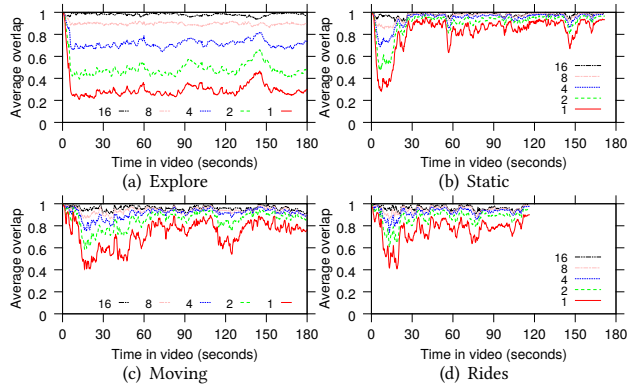 Average overlap
1
0.8
0.6
0.4
0.2
0
16 8 4 2 1
0 30 60 90 120 150 180
Time in video (seconds)
(a) Explore
Average overlap
1
0.8
0.6
0.4
0.2
0
16
8
4
2
1
0 30 60 90 120 150 180
Time in video (seconds)
(b) Static
Average overlap
1
0.8
0.6
0.4
0.2
0
16 8 4 2 1
0 30 60 90 120 150 180
Time in video (seconds)
(c) Moving
Average overlap
1
0.8
0.6
0.4
0.2
0
16
8
4
2
1
0 30 60 90 120 150 180
Time in video (seconds)
(d) Rides